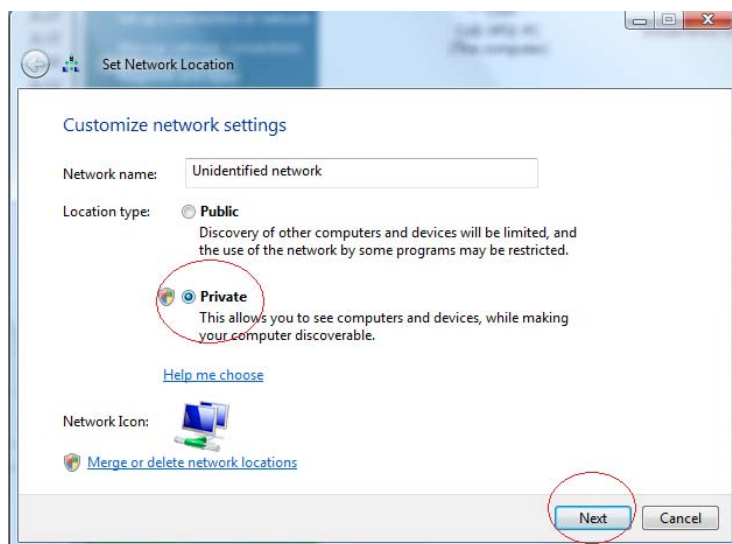 Set Network Location
Customize network settings
Network name: Unidentified network
Location type: Public
Discovery of other computers and devices will be limited, and
the use of the network by some programs may be restricted.
Private
This allows you to see computers and devices, while making
your computer discoverable.
Help me choose
Network Icon:
Merge or delete network locations
Next Cancel